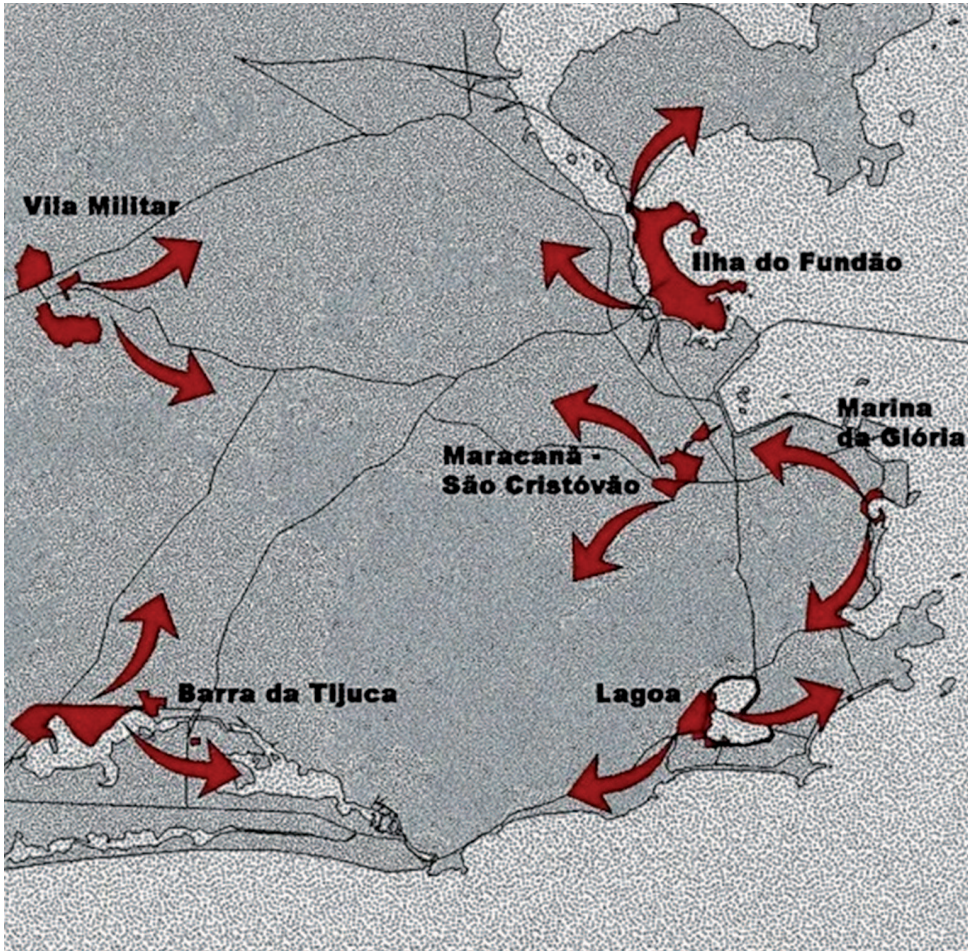 Vila Militar
Ilha do Fundão
Marina
da Glória
Maracanã -
São Cristóvão
Barra da Tijuca
Lagoa